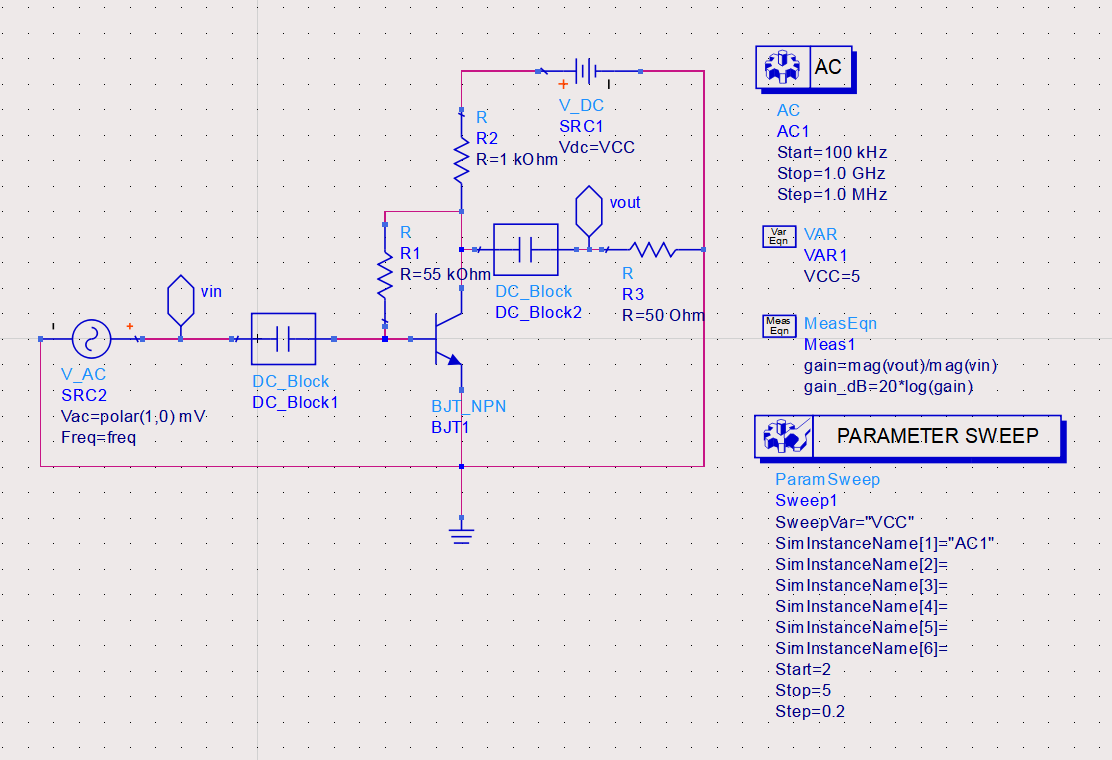 V_DC
SRC1
Vdc=VCC
R
R2
R=1 kOhm
vout
R
R1
R=55 kOhm
DC_Block
DC_Block2
R
R3
R=50 Ohm
vin
V_AC
SRC2
Vac=polar(1,0) mV
Freq=freq
DC_Block
DC_Block1
BJT_NPN
BJT1
AC
AC
AC1
Start=100 kHz
Stop=1.0 GHz
Step=1.0 MHz
Var
Eqn
VAR
VAR1
VCC=5
Meas
Eqn
MeasEqn
Meas1
gain=mag(vout)/mag(vin)
gain_dB=20*log(gain)
PARAMETER SWEEP
ParamSweep
Sweep1
SweepVar="VCC"
SimInstanceName[1]="AC1"
SimInstanceName[2]=
SimInstanceName[3]=
SimInstanceName[4]=
SimInstanceName[5]=
SimInstanceName[6]=
Start=2
Stop=5
Step=0.2